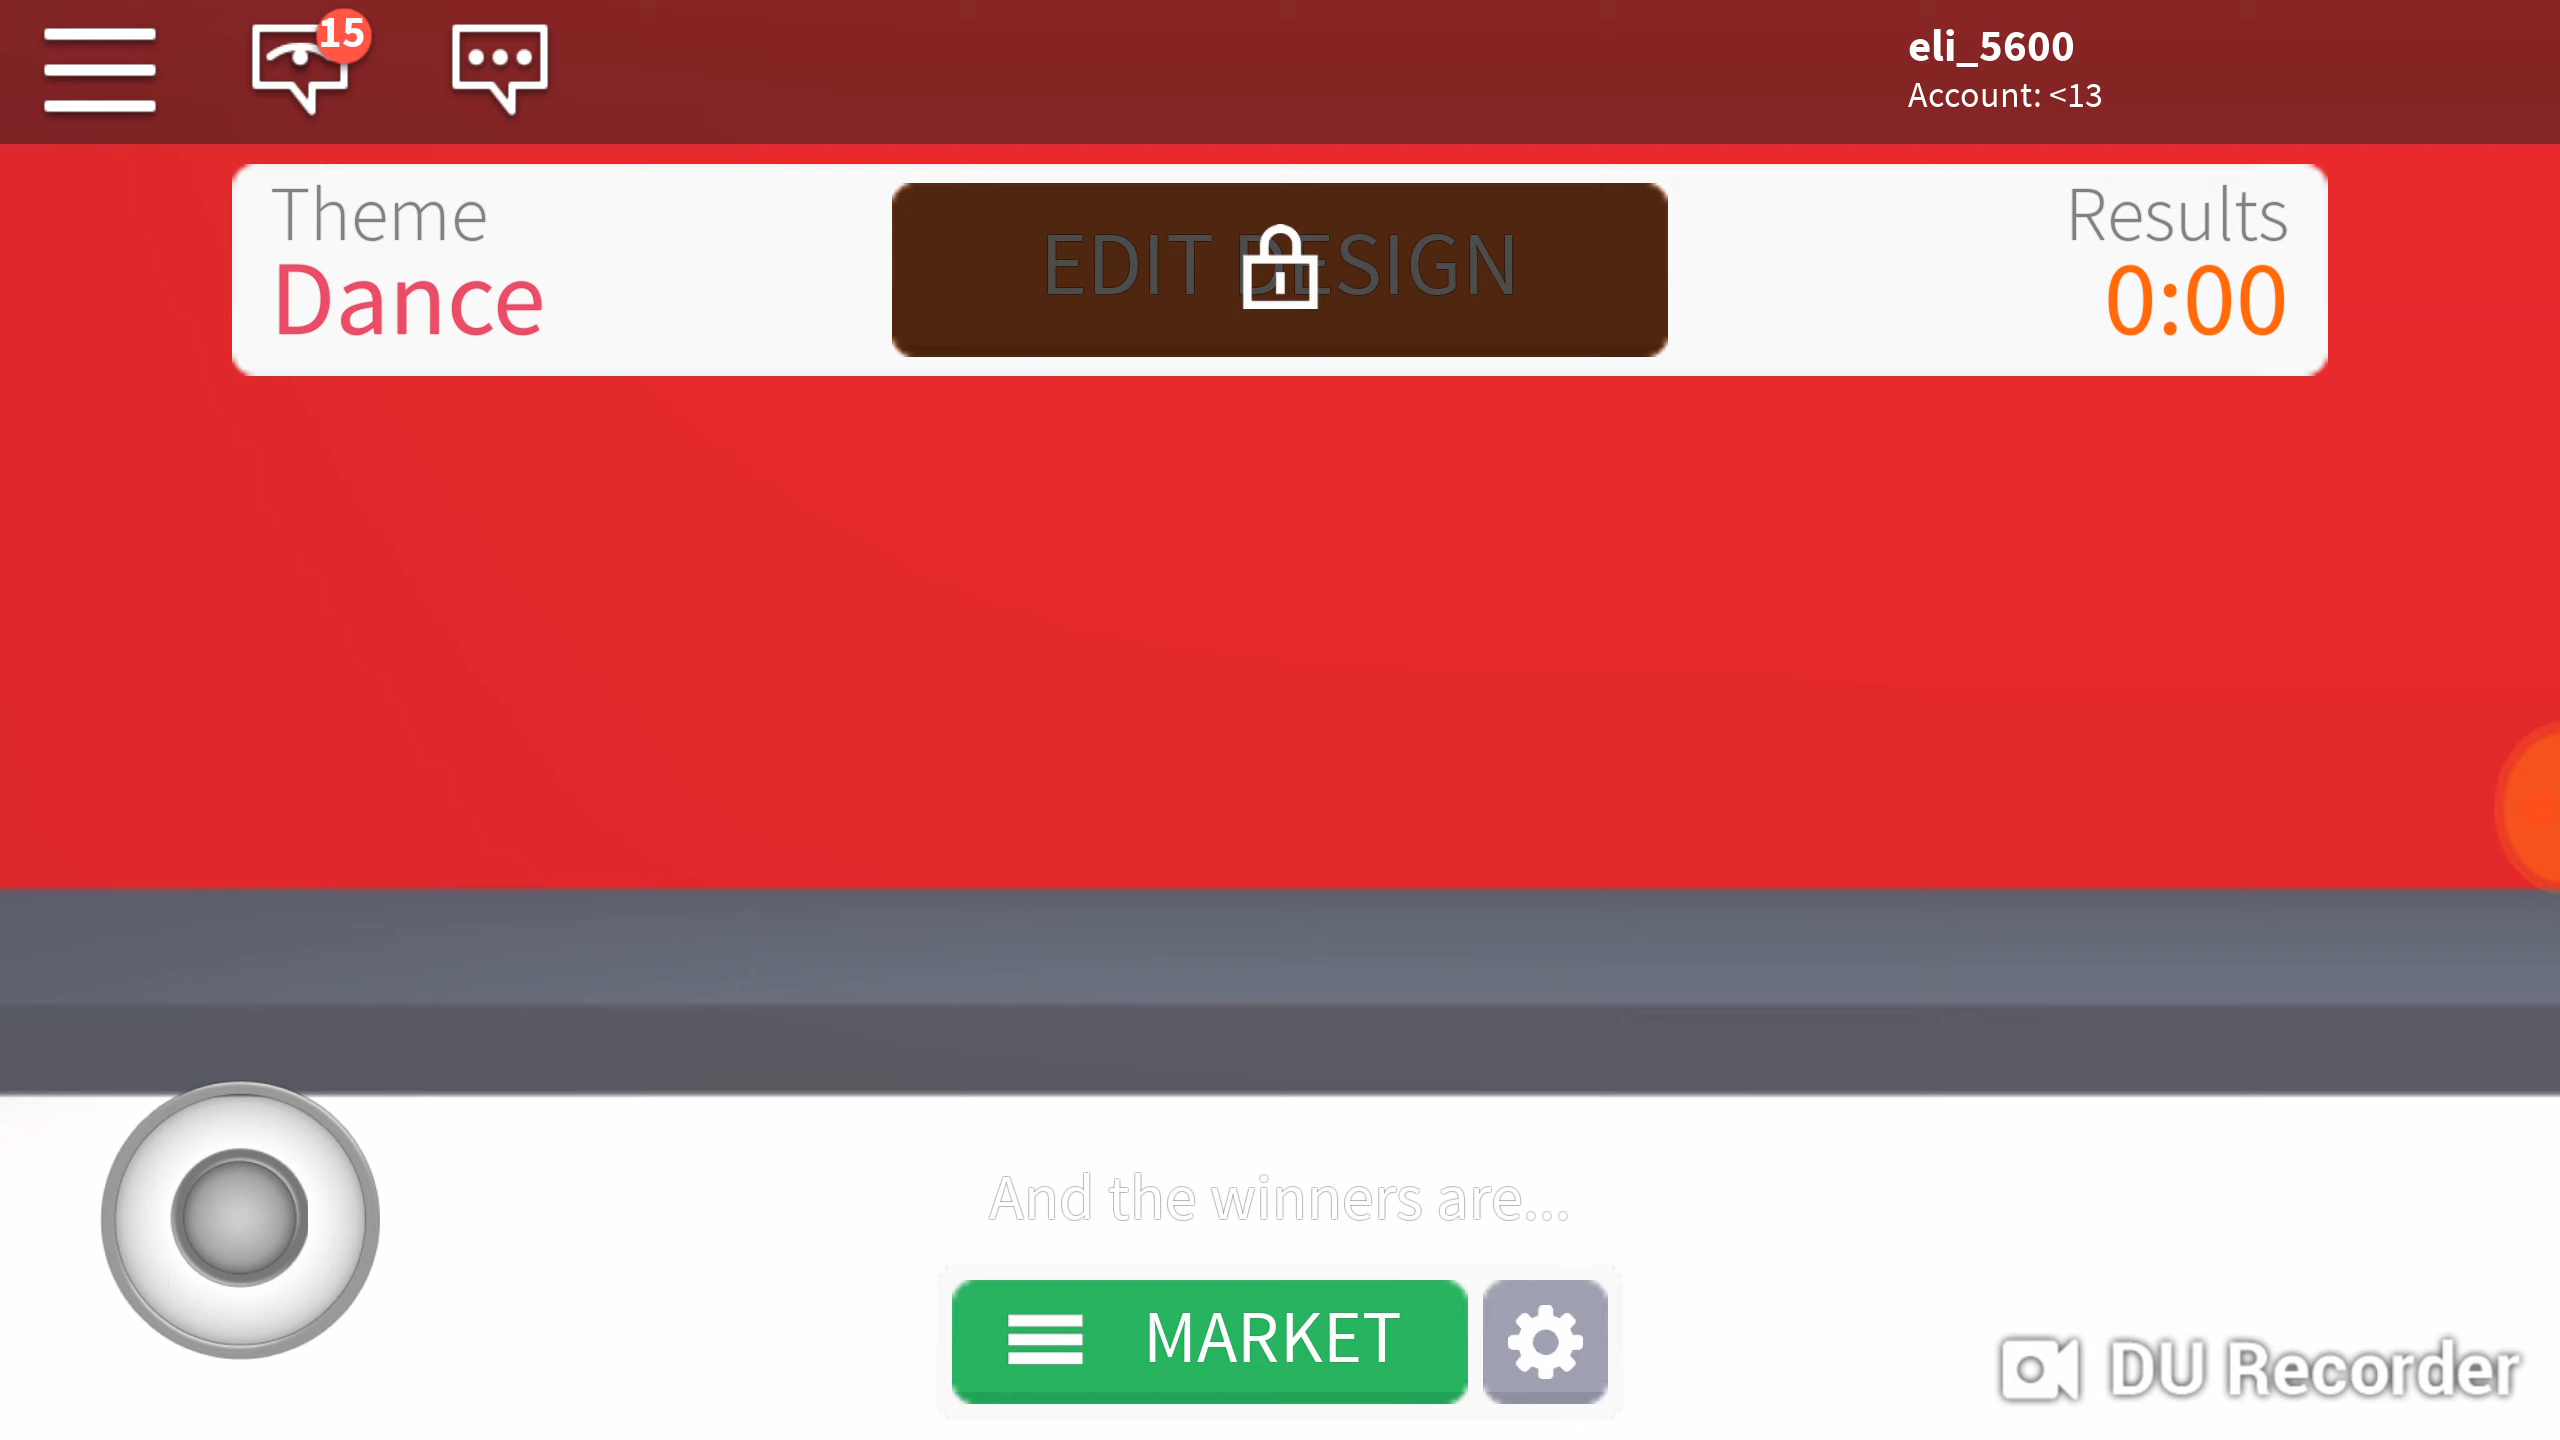 15
eli_5600
Account: <13
Theme
Dance
EDIT DESIGN
Results
0:00
And the winners are...
MARKET
DU Recorder